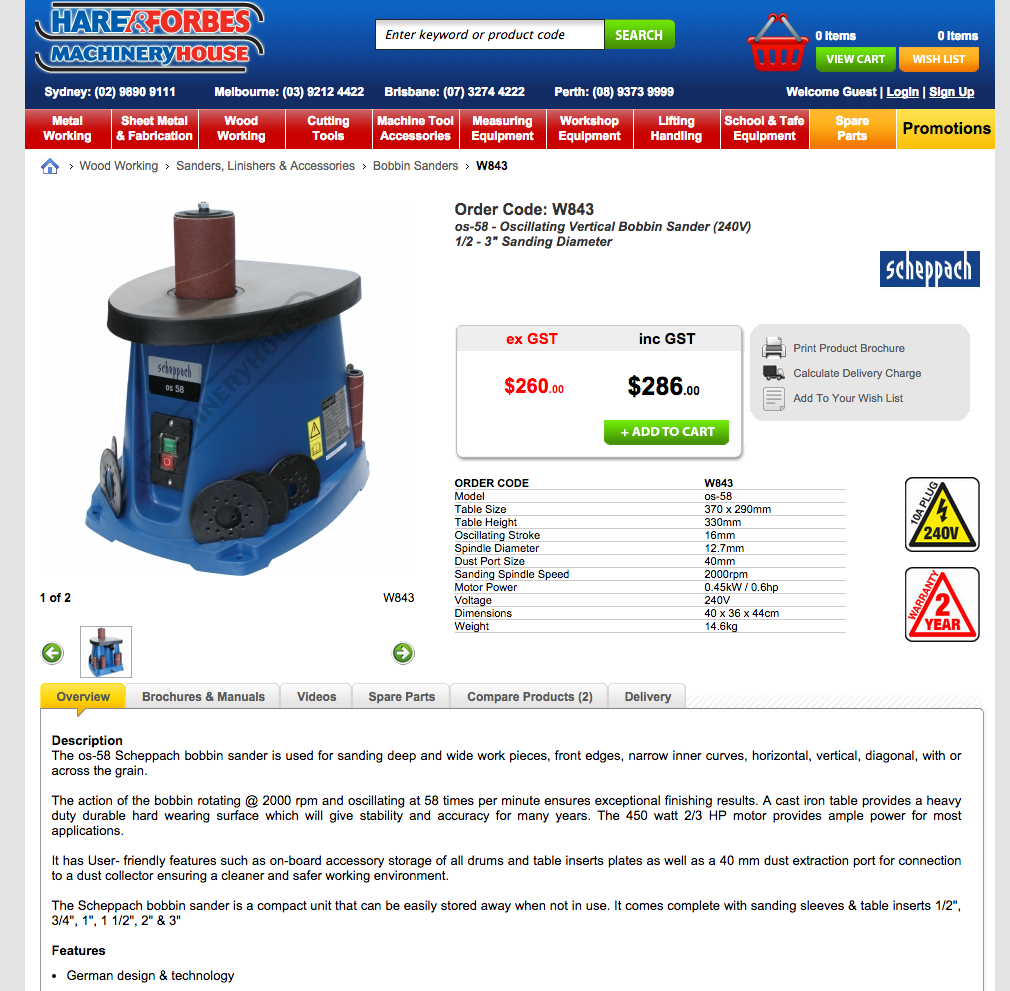 HARE&FORBES
MACHINERYHOUSE
Enter keyword or product code
SEARCH
0 Items
0 Items
VIEW CART
WISH LIST
Sydney: (02) 9890 9111
Melbourne: (03) 9212 4422
Brisbane: (07) 3274 4222
Perth: (08) 9373 9999
Welcome Guest | Login | Sign Up
Metal Working
Sheet Metal & Fabrication
Wood Working
Cutting Tools
Machine Tool Accessories
Measuring Equipment
Workshop Equipment
Lifting Handling
School & Tafe Equipment
Spare Parts
Promotions
› Wood Working › Sanders, Linishers & Accessories › Bobbin Sanders › W843
Order Code: W843
os-58 - Oscillating Vertical Bobbin Sander (240V)
1/2 - 3" Sanding Diameter
scheppach
scheppach
os 58
MACHINERYHOUSE
ex GST
inc GST
$260.00
$286.00
+ ADD TO CART
Print Product Brochure
Calculate Delivery Charge
Add To Your Wish List
ORDER CODE W843
Model os-58
Table Size 370 x 290mm
Table Height 330mm
Oscillating Stroke 16mm
Spindle Diameter 12.7mm
Dust Port Size 40mm
Sanding Spindle Speed 2000rpm
Motor Power 0.45kW / 0.6hp
Voltage 240V
Dimensions 40 x 36 x 44cm
Weight 14.6kg
10A PLUG
240V
WARRANTY
2
YEAR
1 of 2
W843
Overview
Brochures & Manuals
Videos
Spare Parts
Compare Products (2)
Delivery
Description
The os-58 Scheppach bobbin sander is used for sanding deep and wide work pieces, front edges, narrow inner curves, horizontal, vertical, diagonal, with or
across the grain.
The action of the bobbin rotating @ 2000 rpm and oscillating at 58 times per minute ensures exceptional finishing results. A cast iron table provides a heavy
duty durable hard wearing surface which will give stability and accuracy for many years. The 450 watt 2/3 HP motor provides ample power for most
applications.
It has User- friendly features such as on-board accessory storage of all drums and table inserts plates as well as a 40 mm dust extraction port for connection
to a dust collector ensuring a cleaner and safer working environment.
The Scheppach bobbin sander is a compact unit that can be easily stored away when not in use. It comes complete with sanding sleeves & table inserts 1/2",
3/4", 1", 1 1/2", 2" & 3"
Features
• German design & technology